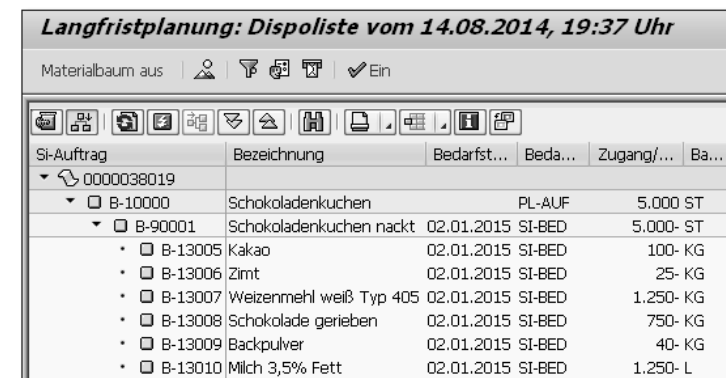 Langfristplanung: Dispoliste vom 14.08.2014, 19:37 Uhr
Materialbaum aus Ein
Si-Auftrag Bezeichnung Bedarfst... Beda... Zugang/... Ba...
0000038019
B-10000 Schokoladenkuchen PL-AUF 5.000 ST
B-90001 Schokoladenkuchen nackt 02.01.2015 SI-BED 5.000- ST
B-13005 Kakao 02.01.2015 SI-BED 100- KG
B-13006 Zimt 02.01.2015 SI-BED 25- KG
B-13007 Weizenmehl weiß Typ 405 02.01.2015 SI-BED 1.250- KG
B-13008 Schokolade gerieben 02.01.2015 SI-BED 750- KG
B-13009 Backpulver 02.01.2015 SI-BED 40- KG
B-13010 Milch 3,5% Fett 02.01.2015 SI-BED 1.250- L